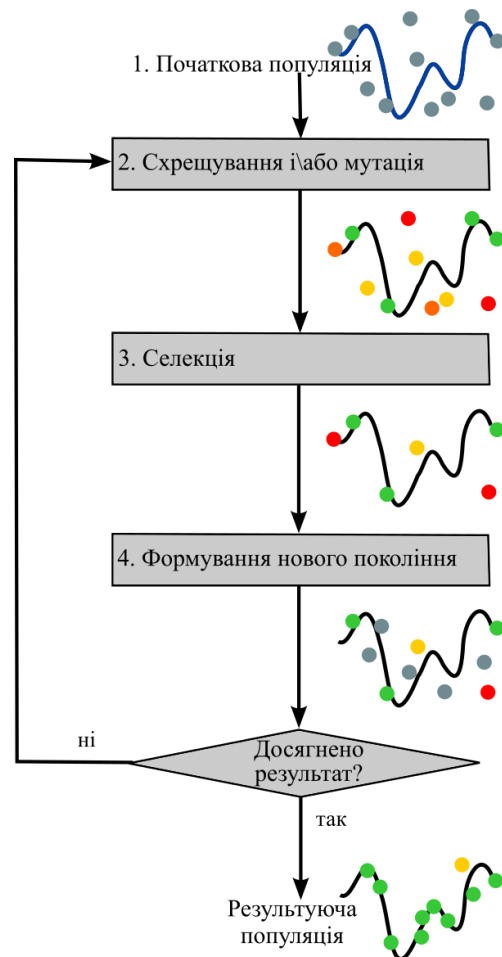 1. Початкова популяція
2. Схрещування і\або мутація
3. Селекція
4. Формування нового покоління
ні
Досягнено
результат?
так
Результуюча
популяція